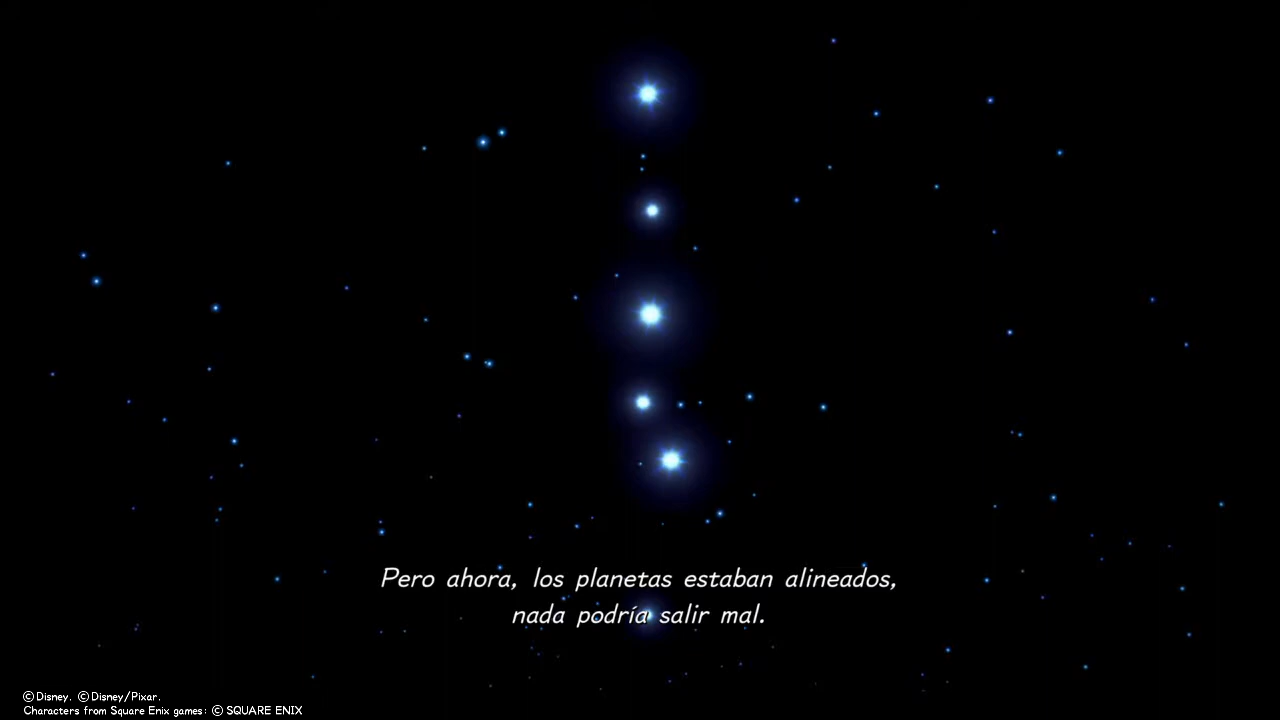 Pero ahora, los planetas estaban alineados,
nada podría salir mal.
©Disney. ©Disney/Pixar.
Characters from Square Enix games: © SQUARE ENIX